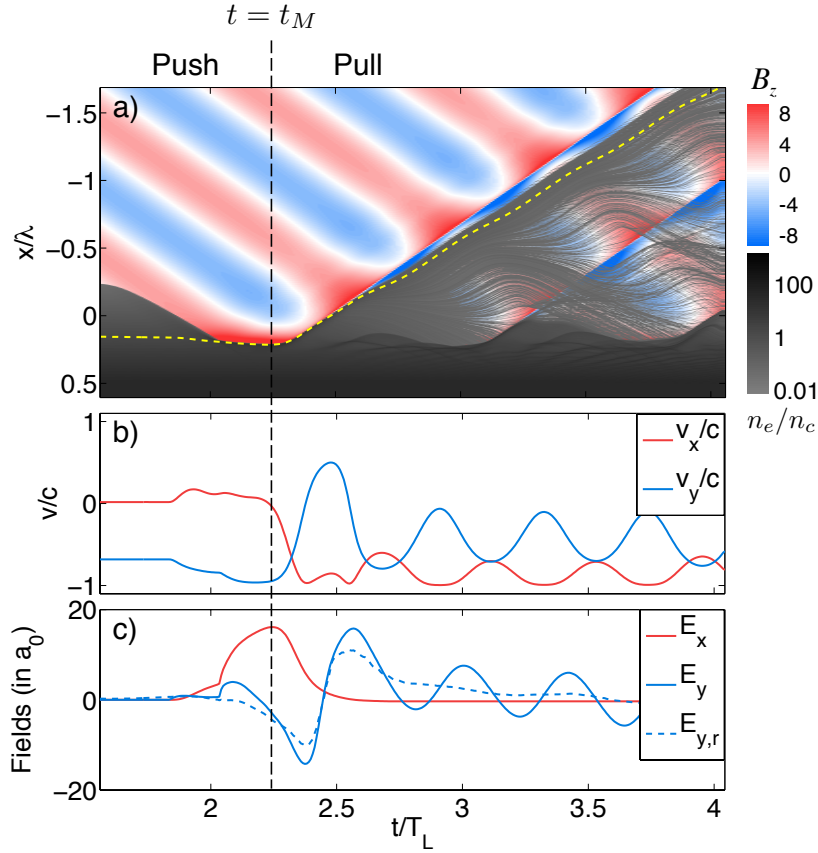 t = t_M
Push Pull
a)
B_z
−1.5
−1
−0.5
0
0.5
x/λ
8
4
0
-4
-8
100
1
0.01
n_e/n_c
b)
1
0
−1
v/c
v_x/c
v_y/c
c)
20
0
−20
Fields (in a_0)
E_x
E_y
E_{y,r}
2 2.5 3 3.5 4
t/T_L